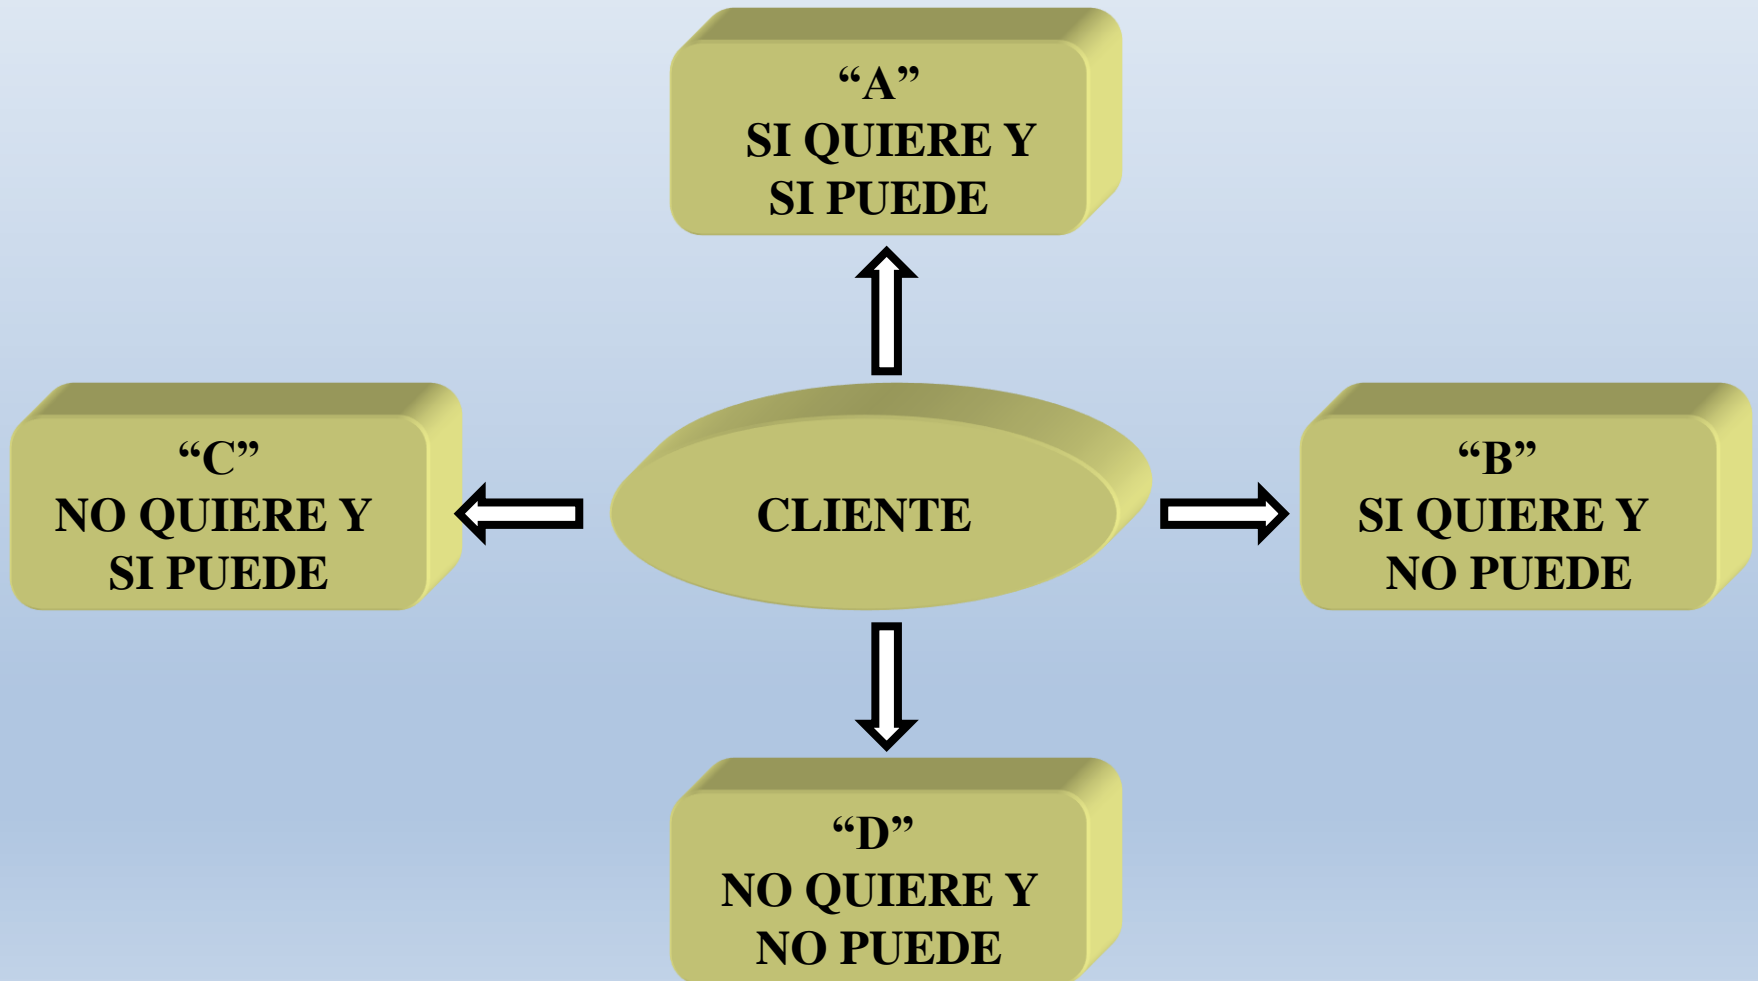 “A”
SI QUIERE Y
SI PUEDE
“C”
NO QUIERE Y
SI PUEDE
CLIENTE
“B”
SI QUIERE Y
NO PUEDE
“D”
NO QUIERE Y
NO PUEDE